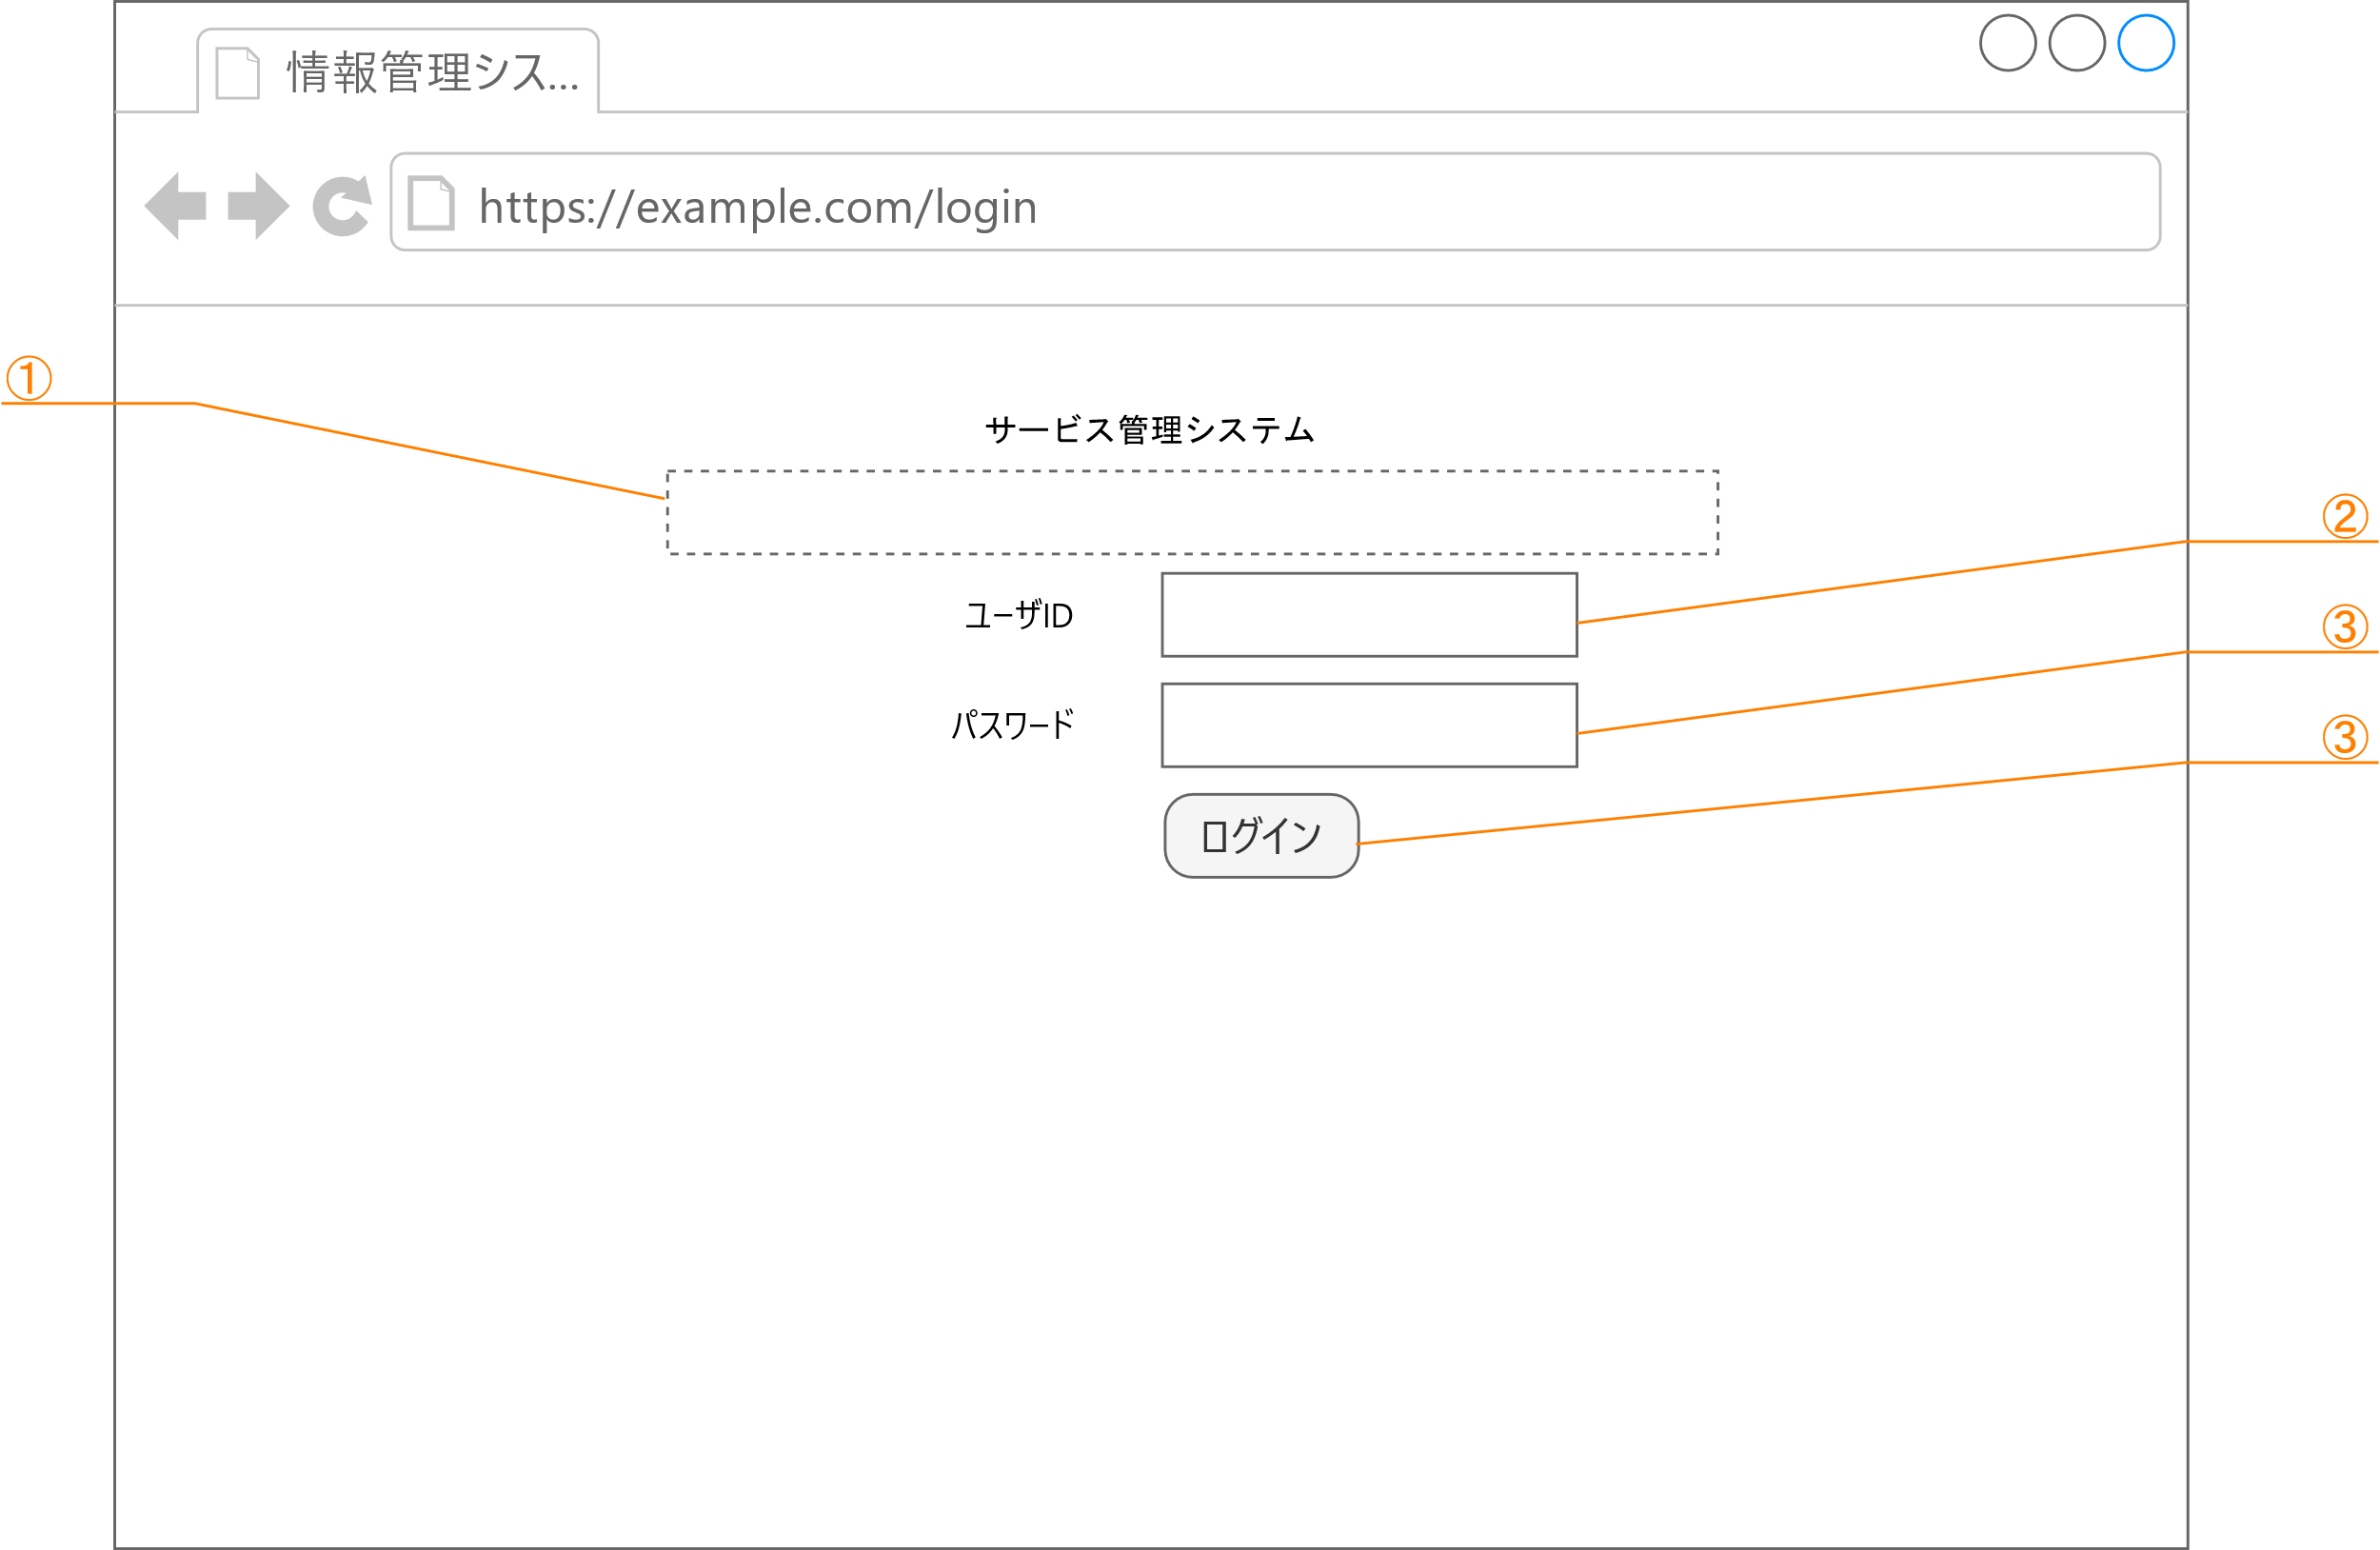 情報管理シス...
https://example.com/login
①
サービス管理システム
②
ユーザID
③
パスワード
③
ログイン